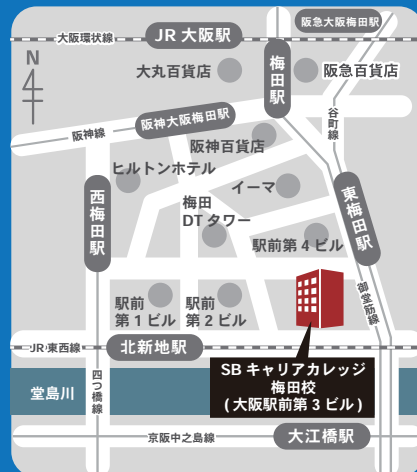 阪急大阪梅田駅
大阪環状線
JR 大阪駅
N
大丸百貨店
梅田駅
阪急百貨店
谷町線
阪神線
阪神大阪梅田駅
阪神百貨店
ヒルトンホテル
イーマ
西梅田駅
梅田
DT タワー
東梅田駅
駅前第 4 ビル
御堂筋線
駅前
第 1 ビル
駅前
第 2 ビル
JR 東西線
北新地駅
SB キャリアカレッジ
梅田校
( 大阪駅前第 3 ビル )
堂島川
四つ橋線
京阪中之島線
大江橋駅